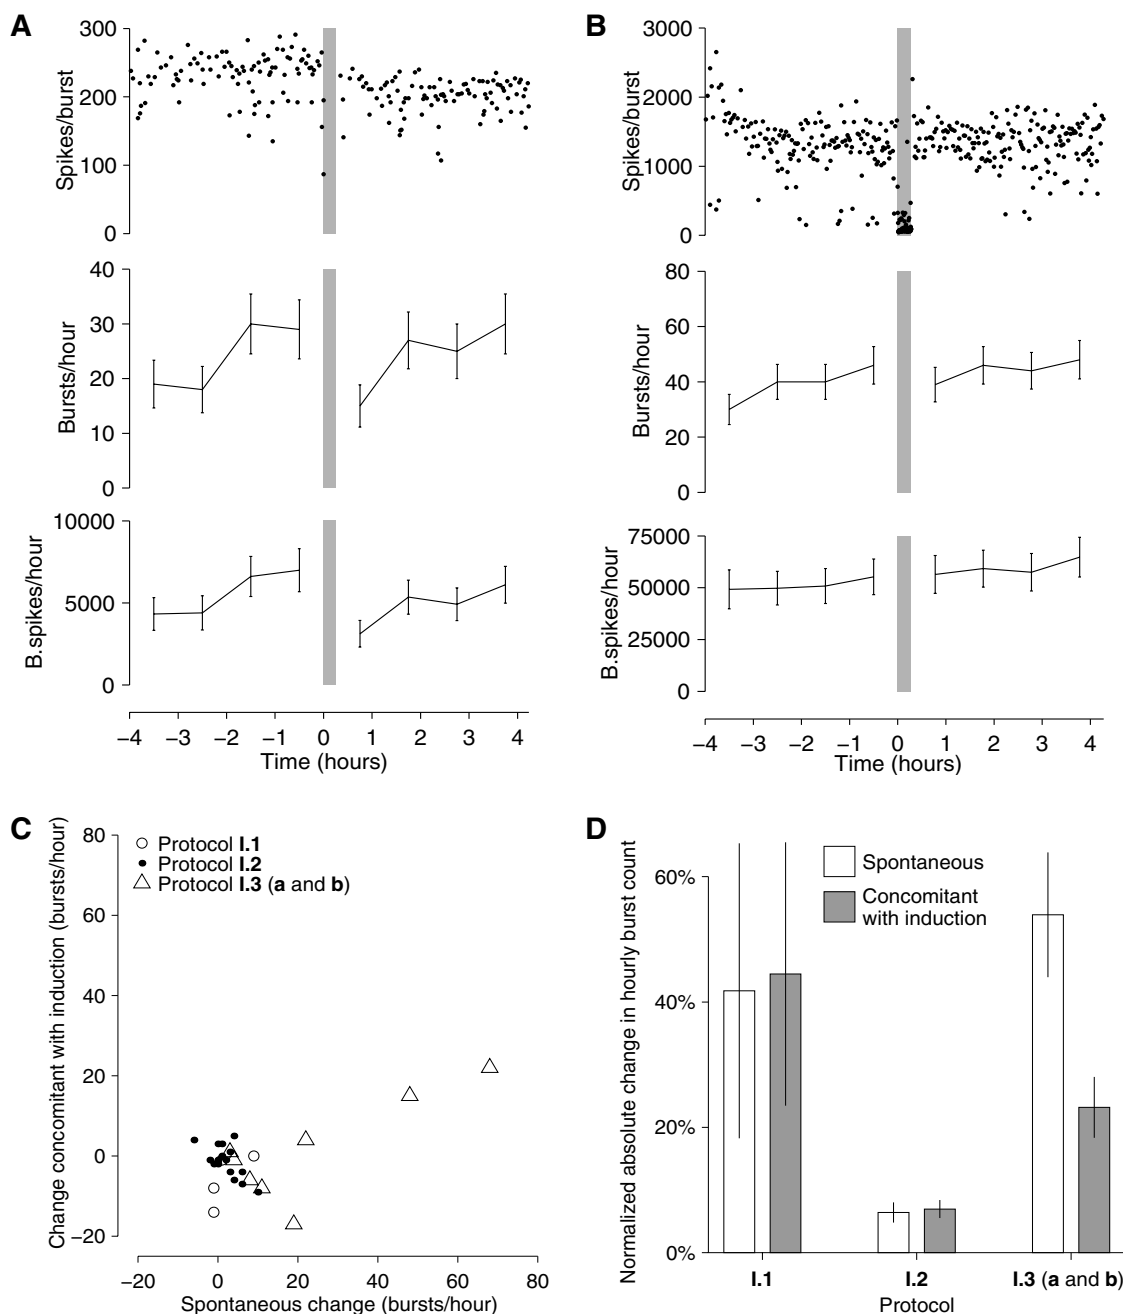 A
Spikes/burst
300
200
100
0
Bursts/hour
40
30
20
10
0
B.spikes/hour
10000
5000
0
−4 −3 −2 −1 0 1 2 3 4
Time (hours)
B
Spikes/burst
3000
2000
1000
0
Bursts/hour
80
60
40
20
0
B.spikes/hour
75000
50000
25000
0
−4 −3 −2 −1 0 1 2 3 4
Time (hours)
C
Change concomitant with induction (bursts/hour)
80
60
40
20
0
−20
Protocol I.1
Protocol I.2
Protocol I.3 (a and b)
−20 0 20 40 60 80
Spontaneous change (bursts/hour)
D
Normalized absolute change in hourly burst count
60%
40%
20%
0%
Spontaneous
Concomitant
with induction
I.1 I.2 I.3 (a and b)
Protocol